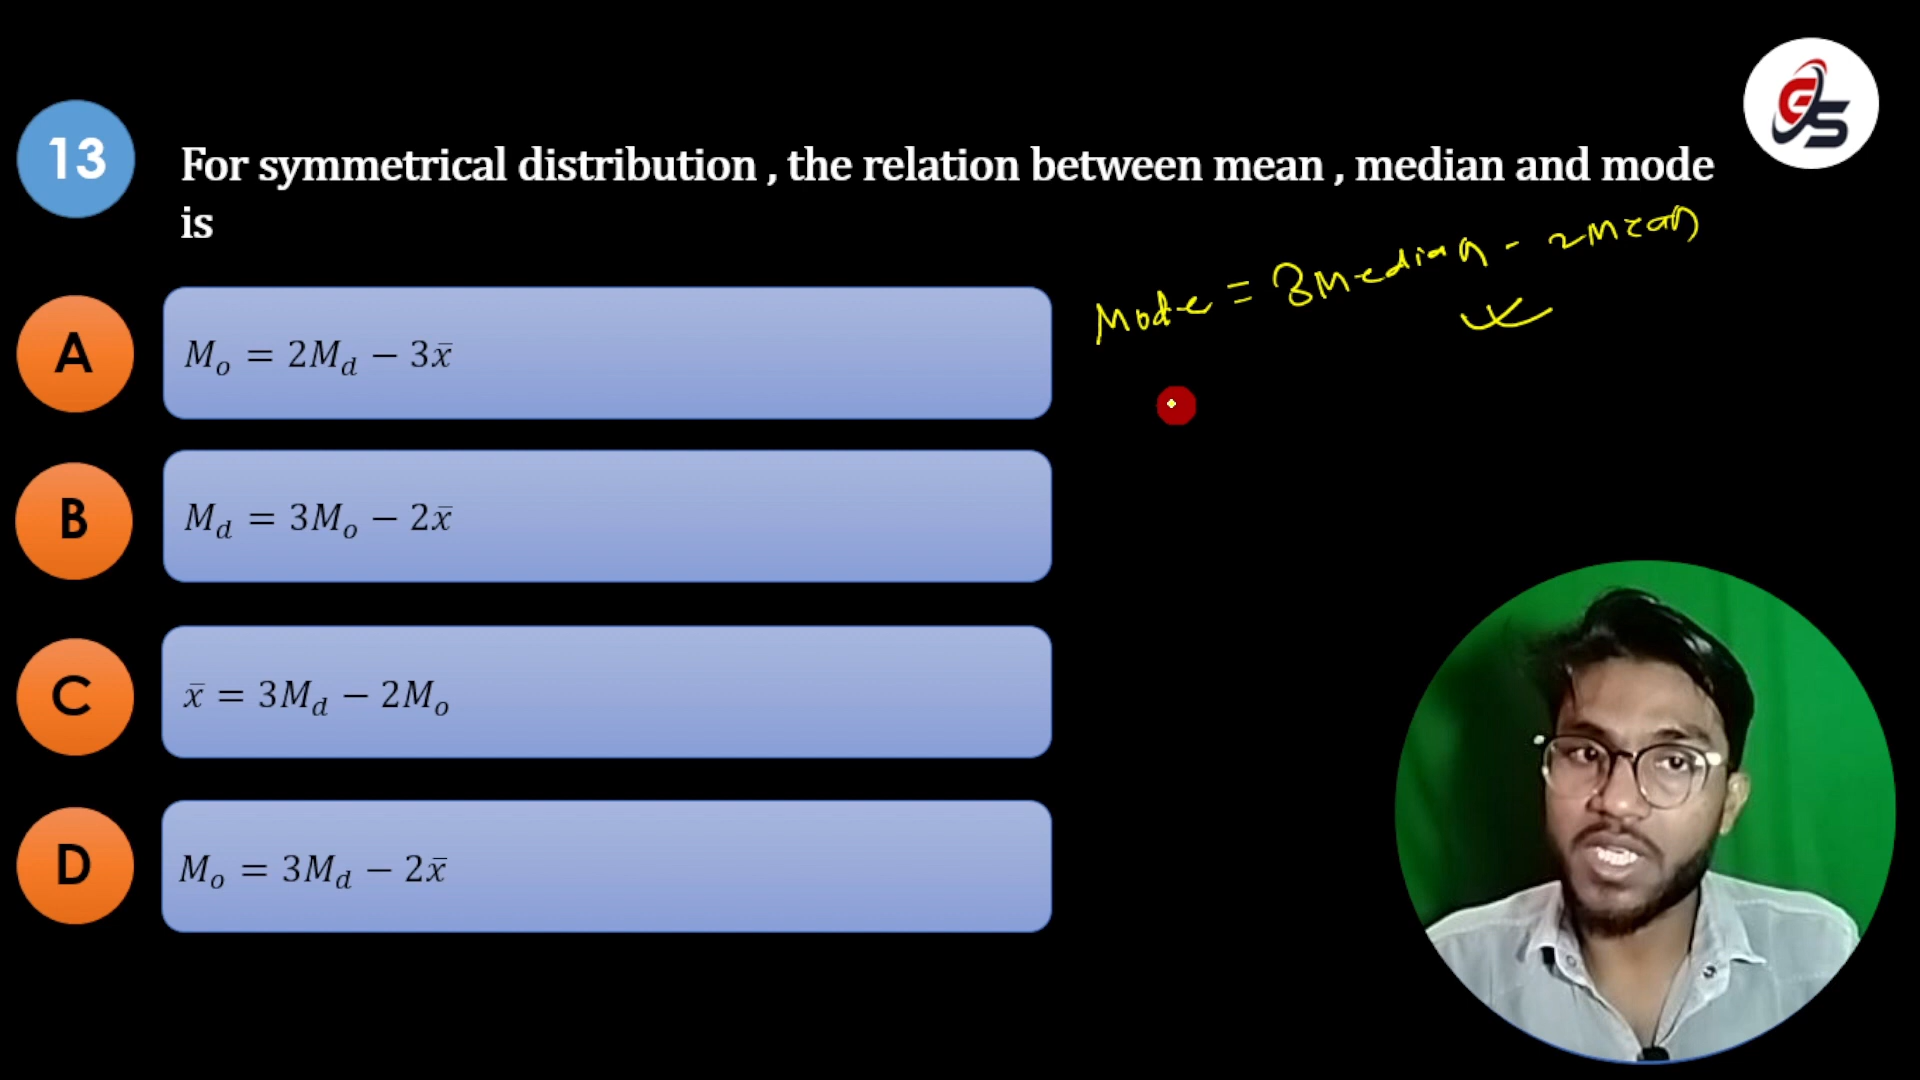 13
For symmetrical distribution , the relation between mean , median and mode
is
Mode = 3Median - 2Mean
A
Mₒ = 2M_d − 3x̄
B
M_d = 3Mₒ − 2x̄
C
x̄ = 3M_d − 2Mₒ
D
Mₒ = 3M_d − 2x̄
GS